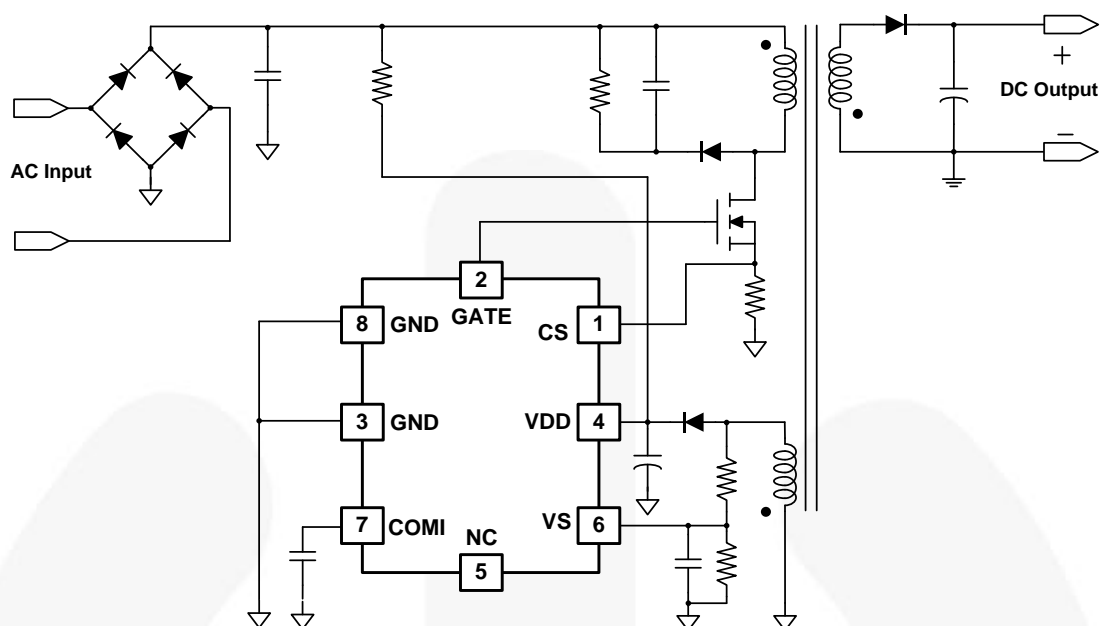 +
DC Output
−
AC Input
2
GATE
8 GND
CS 1
3 GND
VDD 4
7 COMI
VS 6
NC
5